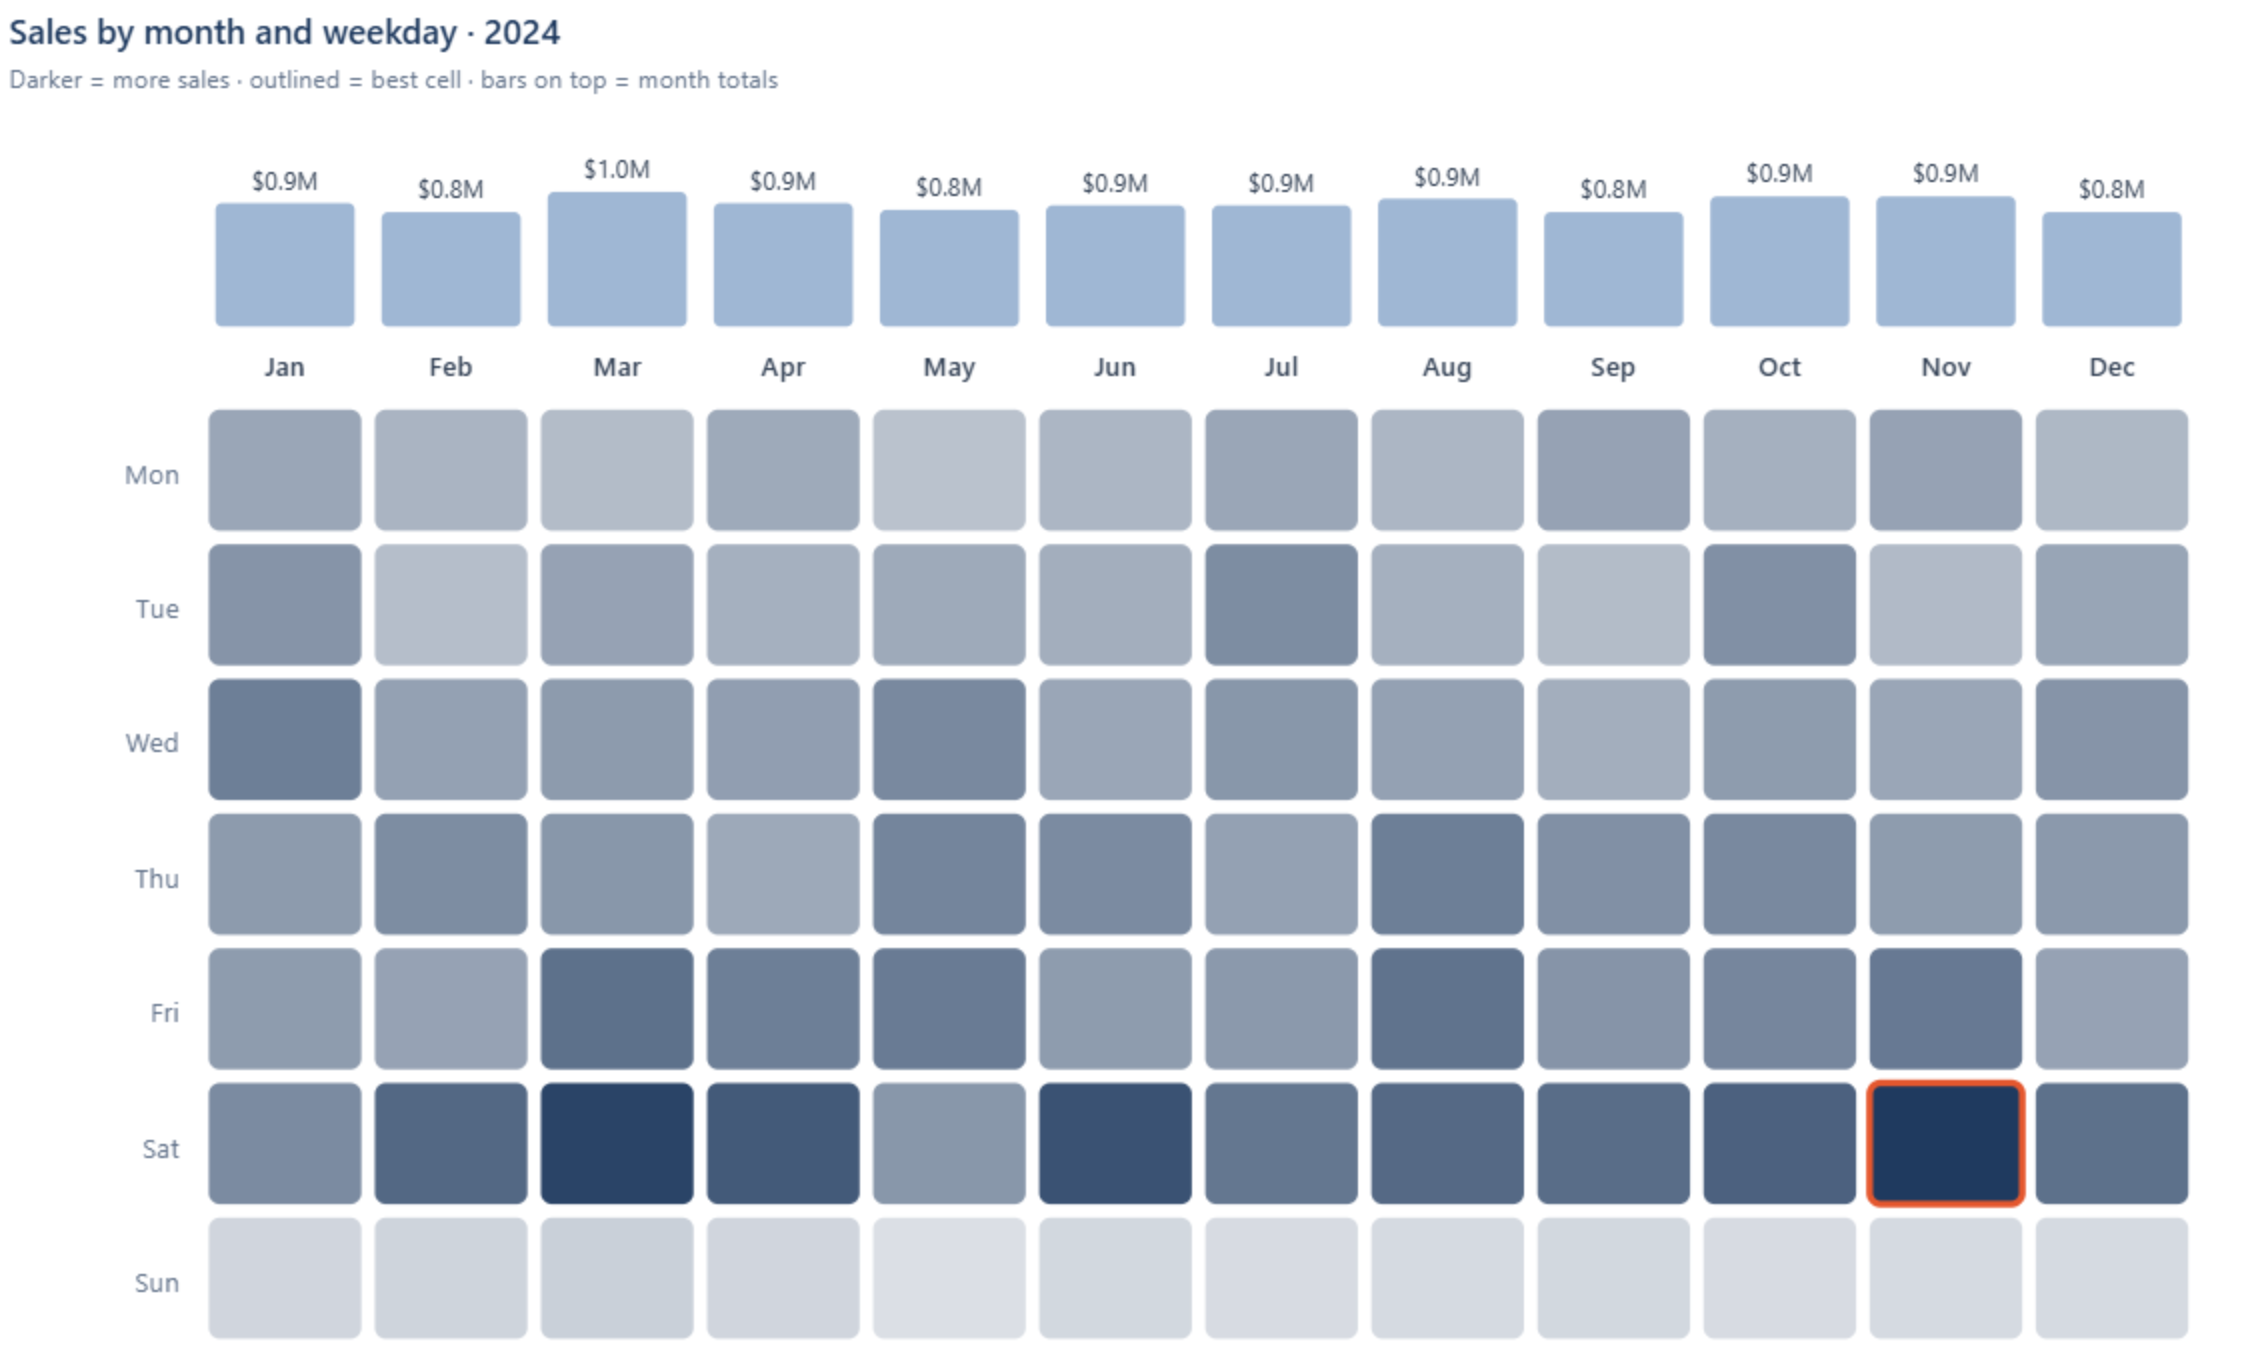 Sales by month and weekday · 2024
Darker = more sales · outlined = best cell · bars on top = month totals
$0.9M $0.8M $1.0M $0.9M $0.8M $0.9M $0.9M $0.9M $0.8M $0.9M $0.9M $0.8M
Jan Feb Mar Apr May Jun Jul Aug Sep Oct Nov Dec
Mon
Tue
Wed
Thu
Fri
Sat
Sun